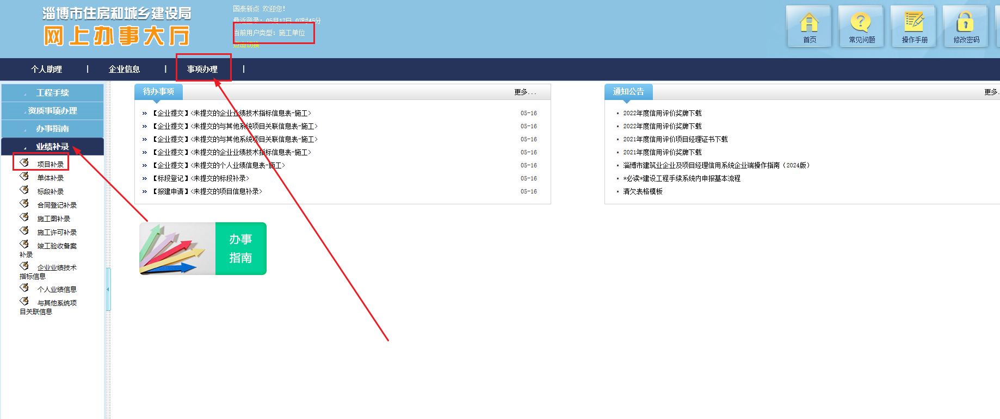 淄博市住房和城乡建设局
网上办事大厅
国泰新点 欢迎您!
最近登录: 05月17日 07时45分
当前用户类型: 施工单位
点击切换
首页
常见问题
操作手册
修改密码
个人助理 | 企业信息 | 事项办理 |
工程手续
资质事项办理
办事指南
业绩补录
项目补录
单体补录
标段补录
合同登记补录
施工图补录
施工许可补录
竣工验收备案
补录
企业业绩技术
指标信息
个人业绩信息
与其他系统项
目关联信息
待办事项 更多...
【企业提交】<未提交的企业业绩技术指标信息表-施工> 05-16
【企业提交】<未提交的与其他系统项目关联信息表-施工> 05-16
【企业提交】<未提交的与其他系统项目关联信息表-施工> 05-16
【企业提交】<未提交的企业业绩技术指标信息表-施工> 05-16
【企业提交】<未提交的个人业绩信息表-施工> 05-16
【标段登记】<未提交的标段补录> 05-16
【报建申请】<未提交的项目信息补录> 05-16
办事
指南
通知公告 更多.
2022年度信用评价奖牌下载
2022年度信用评价奖牌下载
2021年度信用评价项目经理证书下载
2021年度信用评价奖牌下载
淄博市建筑业企业及项目经理信用系统企业端操作指南（2024版）
*必读*建设工程手续系统内申报基本流程
清欠表格模板